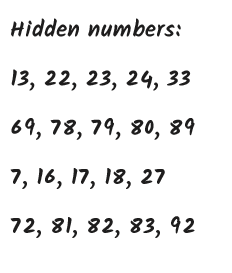 Hidden numbers:
13, 22, 23, 24, 33
69, 78, 79, 80, 89
7, 16, 17, 18, 27
72, 81, 82, 83, 92